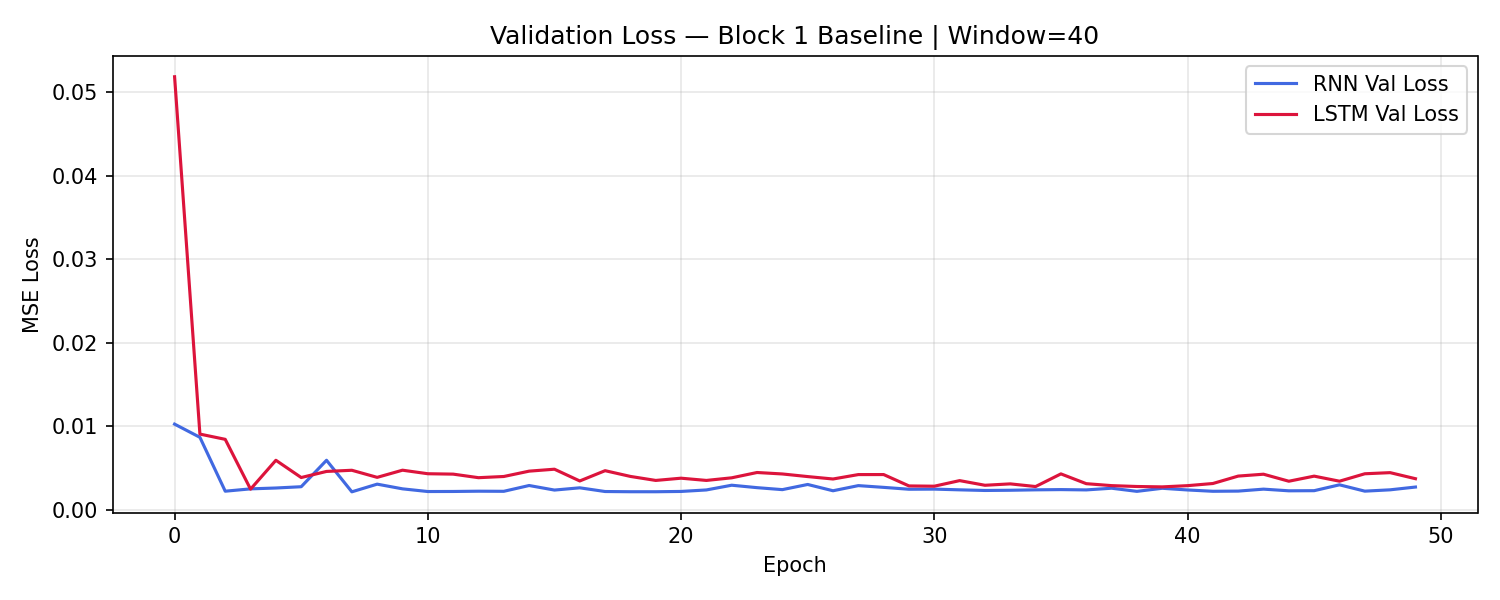 Validation Loss — Block 1 Baseline | Window=40
RNN Val Loss
LSTM Val Loss
MSE Loss
0.05
0.04
0.03
0.02
0.01
0.00
0 10 20 30 40 50
Epoch